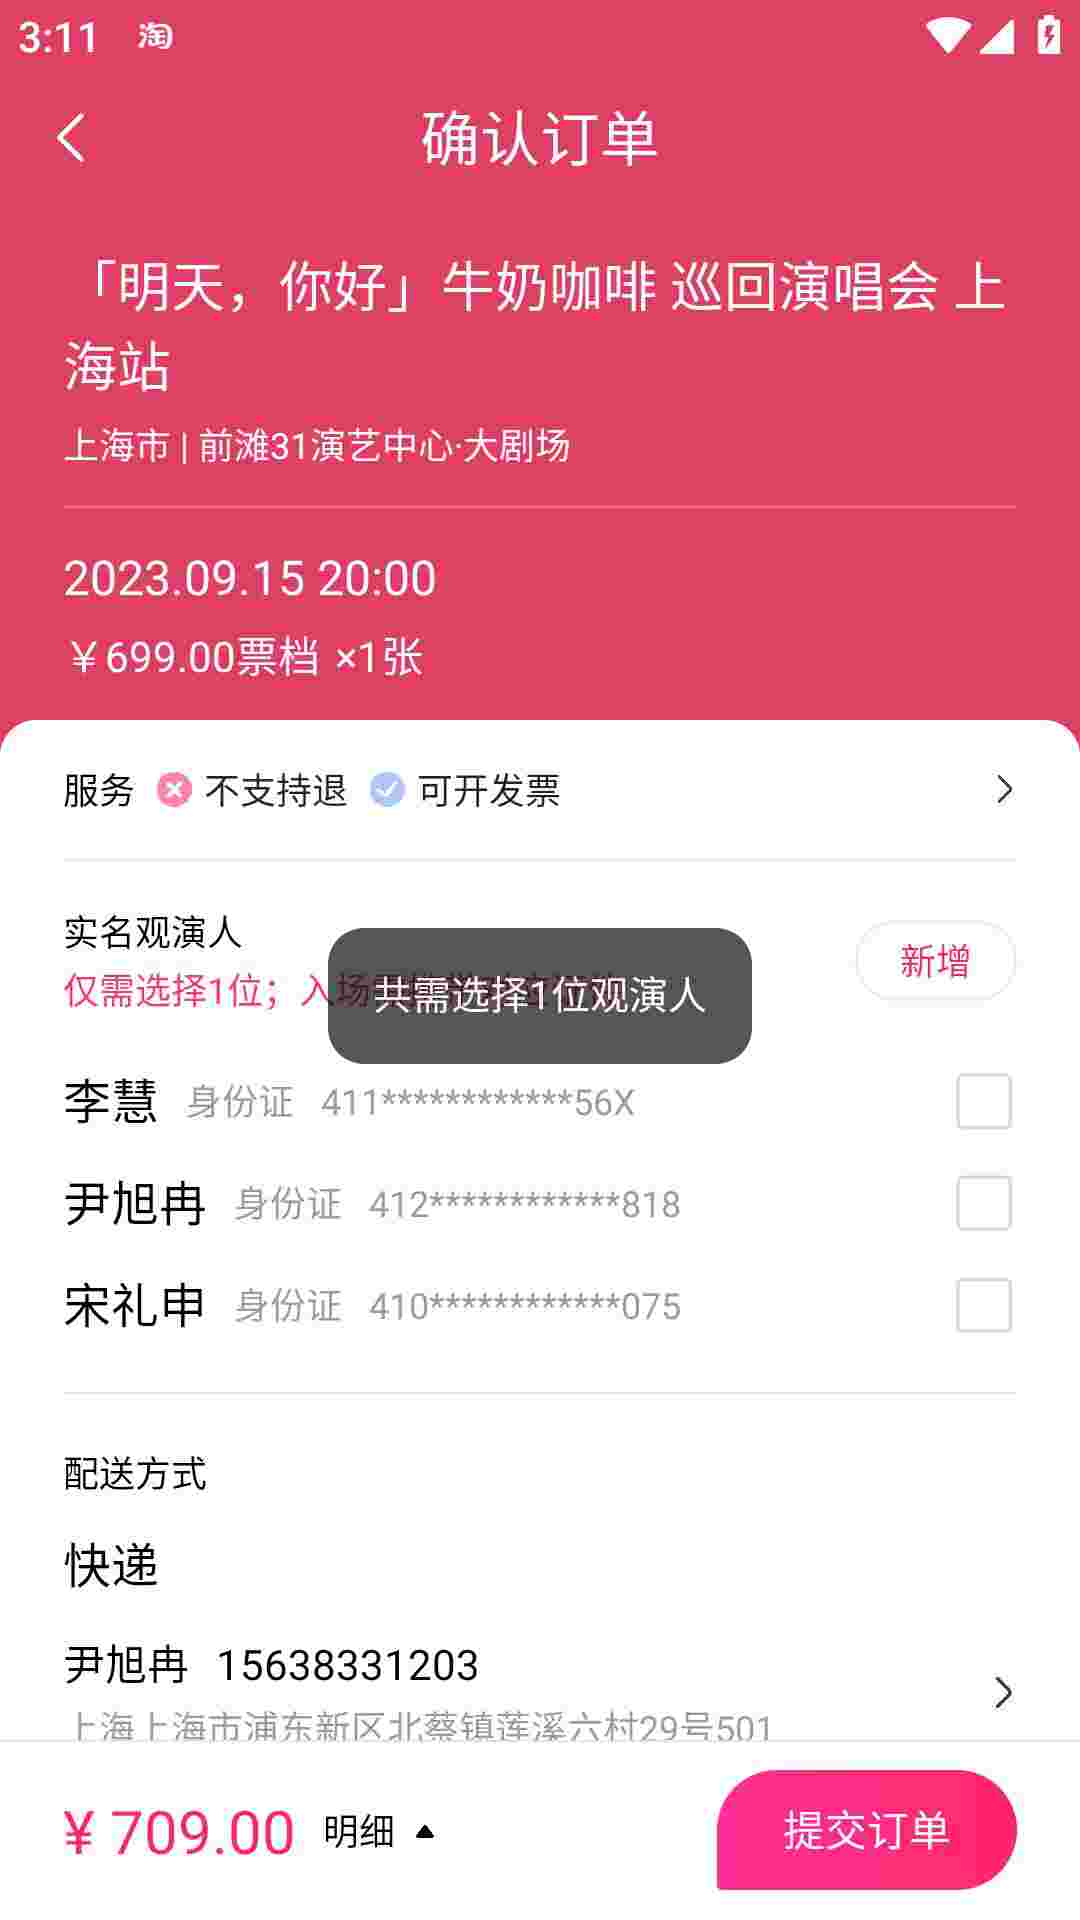 3:11 淘
确认订单
「明天，你好」牛奶咖啡 巡回演唱会 上
海站
上海市 | 前滩31演艺中心·大剧场
2023.09.15 20:00
￥699.00票档 ×1张
服务 不支持退 可开发票
实名观演人
新增
仅需选择1位；入场
共需选择1位观演人
李慧 身份证 411************56X
尹旭冉 身份证 412************818
宋礼申 身份证 410************075
配送方式
快递
尹旭冉 15638331203
上海上海市浦东新区北蔡镇莲溪六村29号501
¥ 709.00 明细
提交订单